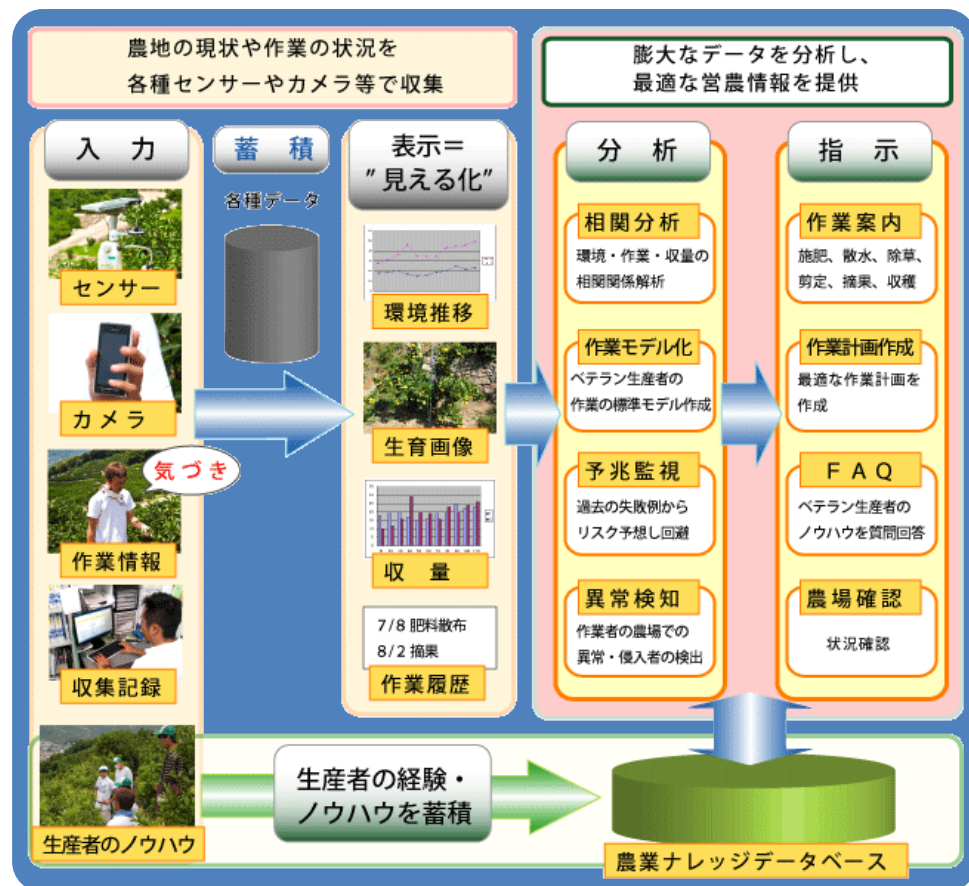 農地の現状や作業の状況を
各種センサーやカメラ等で収集
膨大なデータを分析し、
最適な営農情報を提供
入 力
センサー
カメラ
気づき
作業情報
収集記録
生産者のノウハウ
蓄 積
各種データ
表示=
"見える化"
環境推移
生育画像
収 量
7/8 肥料散布
8/2 摘果
作業履歴
分 析
相関分析
環境・作業・収量の
相関関係解析
作業モデル化
ベテラン生産者の
作業の標準モデル作成
予兆監視
過去の失敗例から
リスク予想し回避
異常検知
作業者の農場での
異常・侵入者の検出
指 示
作業案内
施肥、散水、除草、
剪定、摘果、収穫
作業計画作成
最適な作業計画を
作成
FAQ
ベテラン生産者の
ノウハウを質問回答
農場確認
状況確認
生産者の経験・
ノウハウを蓄積
農業ナレッジデータベース